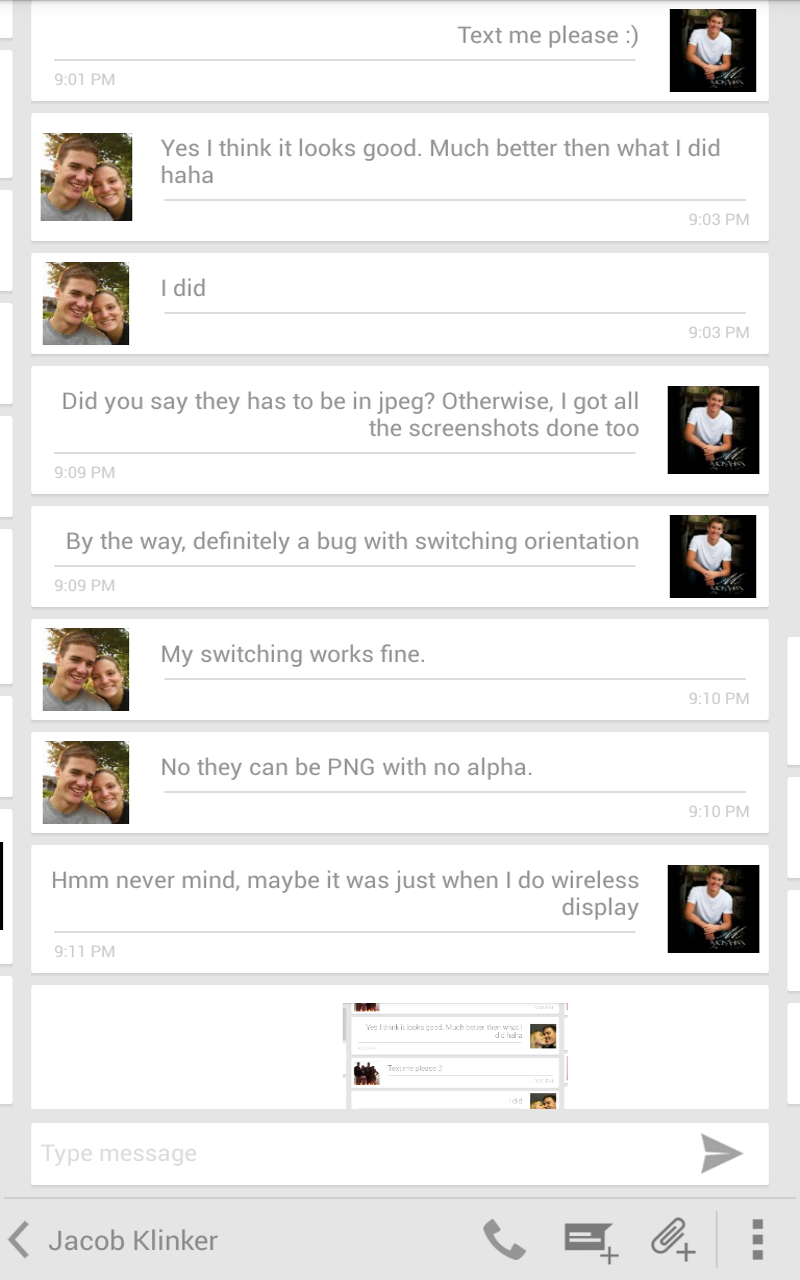 Text me please :)
9:01 PM
Yes I think it looks good. Much better then what I did
haha
9:03 PM
I did
9:03 PM
Did you say they has to be in jpeg? Otherwise, I got all
the screenshots done too
9:09 PM
By the way, definitely a bug with switching orientation
9:09 PM
My switching works fine.
9:10 PM
No they can be PNG with no alpha.
9:10 PM
Hmm never mind, maybe it was just when I do wireless
display
9:11 PM
Yes I think it looks good. Much better then what I
did haha
Text me please :)
I did
Type message
Jacob Klinker